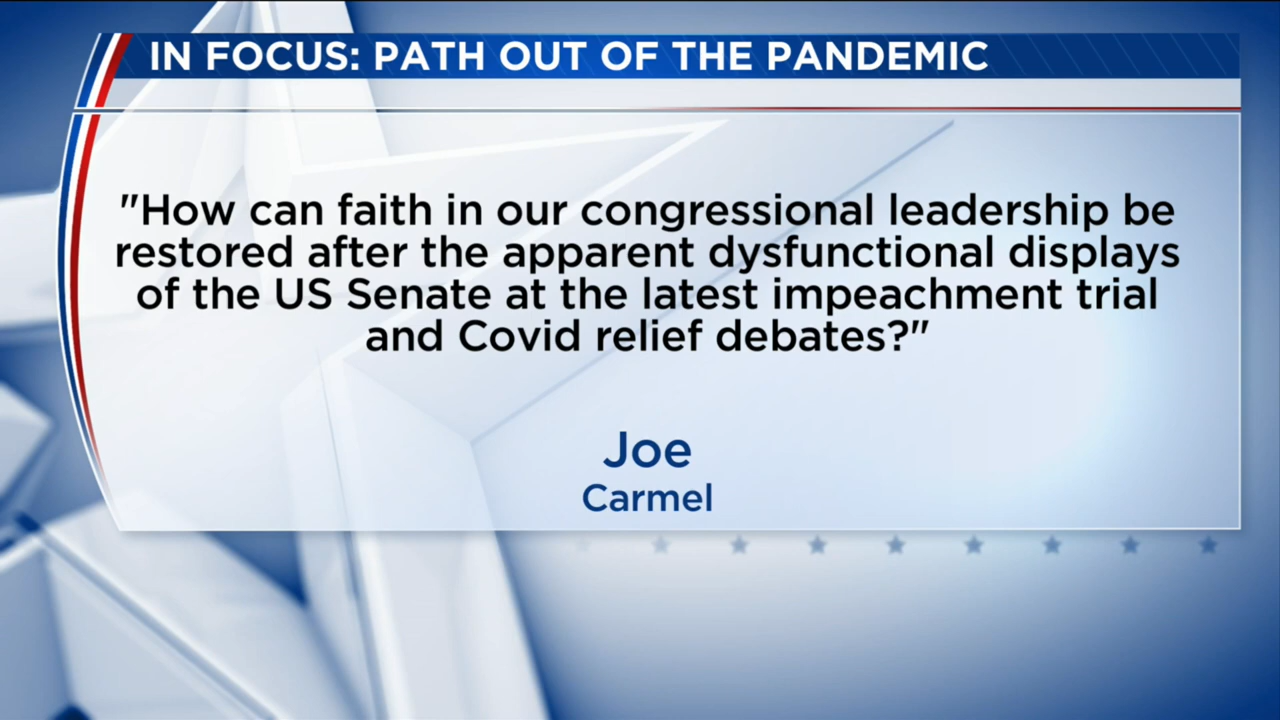 IN FOCUS: PATH OUT OF THE PANDEMIC
"How can faith in our congressional leadership be
restored after the apparent dysfunctional displays
of the US Senate at the latest impeachment trial
and Covid relief debates?"
Joe
Carmel